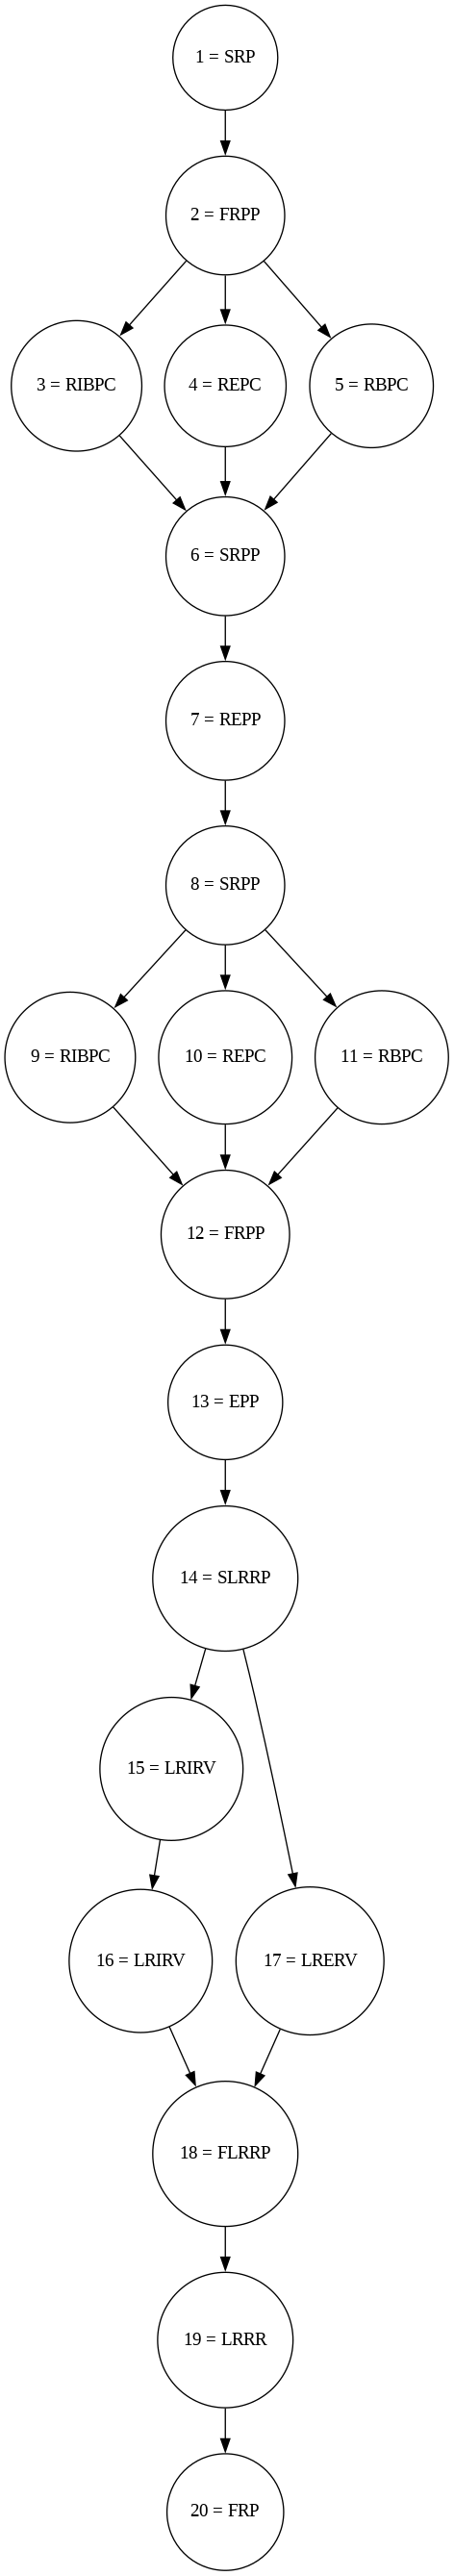 1 = SRP
2 = FRPP
3 = RIBPC
4 = REPC
5 = RBPC
6 = SRPP
7 = REPP
8 = SRPP
9 = RIBPC
10 = REPC
11 = RBPC
12 = FRPP
13 = EPP
14 = SLRRP
15 = LRIRV
16 = LRIRV
17 = LRERV
18 = FLRRP
19 = LRRR
20 = FRP